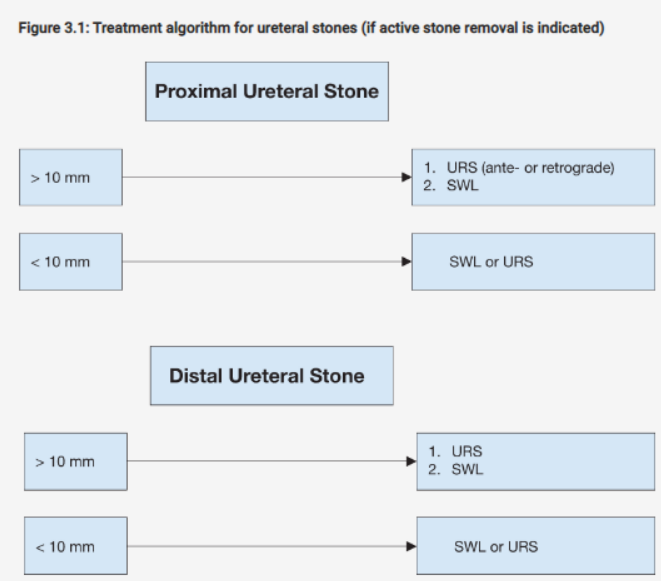 Figure 3.1: Treatment algorithm for ureteral stones (if active stone removal is indicated)
Proximal Ureteral Stone
> 10 mm
1. URS (ante- or retrograde)
2. SWL
< 10 mm
SWL or URS
Distal Ureteral Stone
> 10 mm
1. URS
2. SWL
< 10 mm
SWL or URS